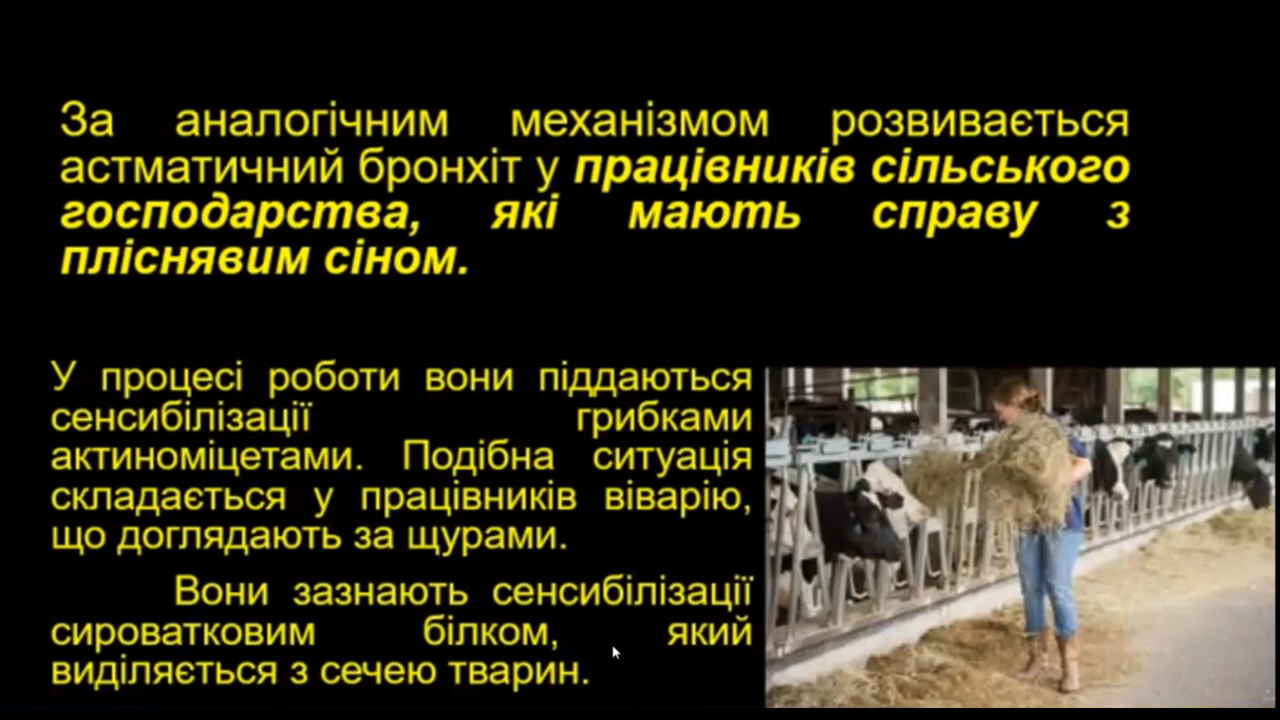 За аналогічним механізмом розвивається
астматичний бронхіт у працівників сільського
господарства, які мають справу з
пліснявим сіном.
У процесі роботи вони піддаються
сенсибілізації грибками
актиноміцетами. Подібна ситуація
складається у працівників віварію,
що доглядають за щурами.
Вони зазнають сенсибілізації
сироватковим білком, який
виділяється з сечею тварин.